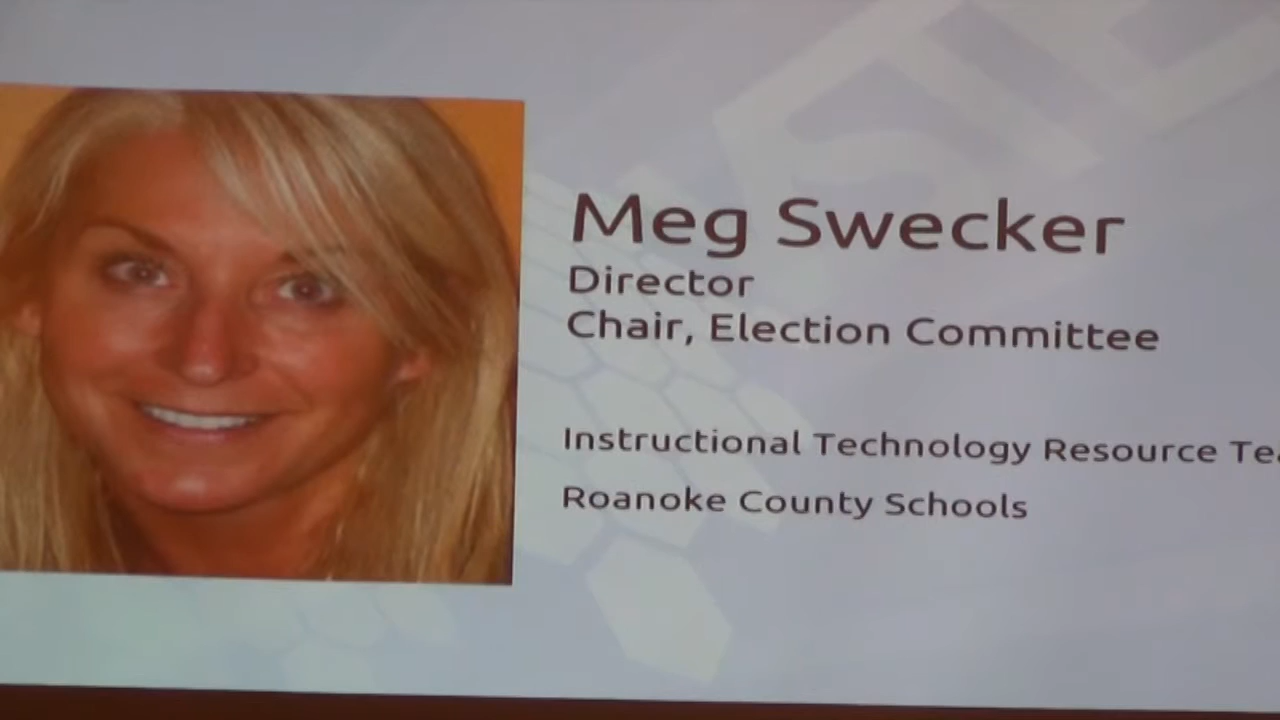 Meg Swecker
Director
Chair, Election Committee
Instructional Technology Resource
Roanoke County Schools